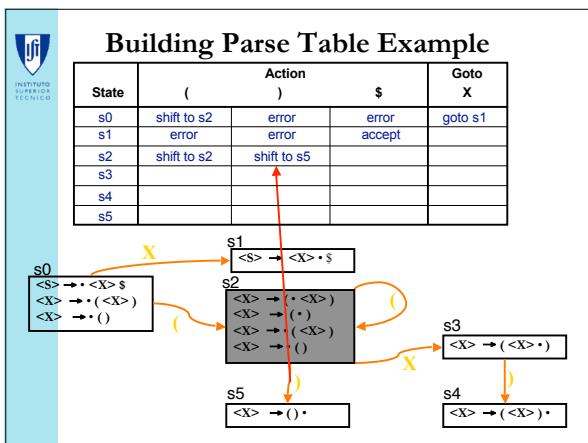 Building Parse Table Example
INSTITUTO
SUPERIOR
TECNICO
Action Goto
State ( ) $ X
s0 shift to s2 error error goto s1
s1 error error accept
s2 shift to s2 shift to s5
s3
s4
s5
s0
<S> → • <X> $
<X> → • ( <X> )
<X> → • ( )
X
(
s1
<S> → <X> • $
s2
<X> → ( • <X> )
<X> → ( • )
<X> → • ( <X> )
<X> → • ( )
(
X
)
s3
<X> → ( <X> • )
)
s5
<X> → ( ) •
s4
<X> → ( <X> ) •